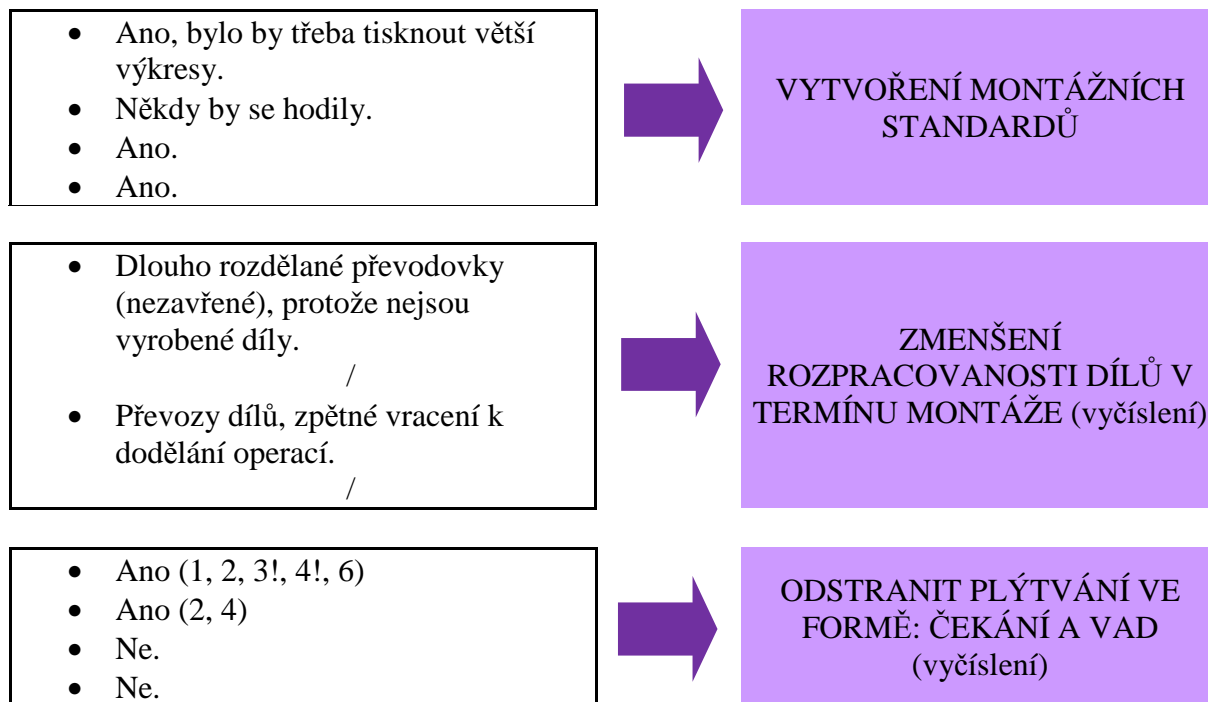 • Ano, bylo by třeba tisknout větší
výkresy.
• Někdy by se hodily.
• Ano.
• Ano.
VYTVOŘENÍ MONTÁŽNÍCH
STANDARDŮ
• Dlouho rozdělané převodovky
(nezavřené), protože nejsou
vyrobené díly.
/
• Převozy dílů, zpětné vracení k
dodělání operací.
/
ZMENŠENÍ
ROZPRACOVANOSTI DÍLŮ V
TERMÍNU MONTÁŽE (vyčíslení)
• Ano (1, 2, 3!, 4!, 6)
• Ano (2, 4)
• Ne.
• Ne.
ODSTRANIT PLÝTVÁNÍ VE
FORMĚ: ČEKÁNÍ A VAD
(vyčíslení)